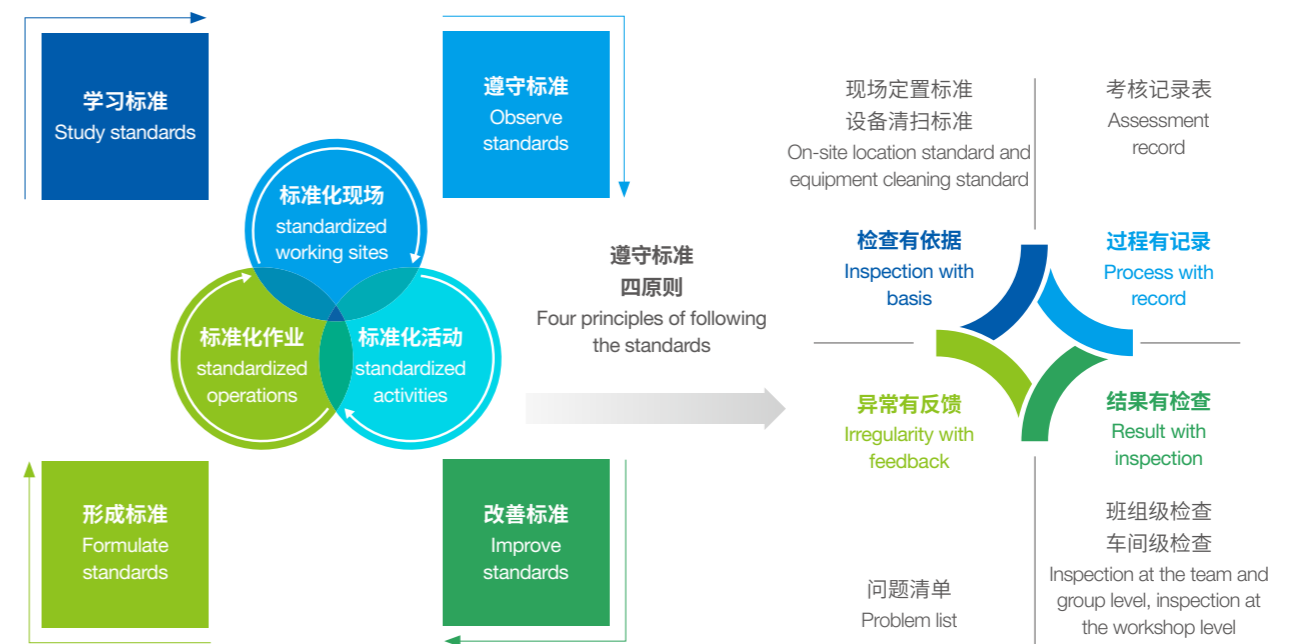 学习标准
Study standards
遵守标准
Observe
standards
标准化现场
standardized
working sites
标准化作业
standardized
operations
标准化活动
standardized
activities
形成标准
Formulate
standards
改善标准
Improve
standards
遵守标准
四原则
Four principles of following
the standards
现场定置标准
设备清扫标准
On-site location standard and
equipment cleaning standard
检查有依据
Inspection with
basis
考核记录表
Assessment
record
过程有记录
Process with
record
异常有反馈
Irregularity with
feedback
问题清单
Problem list
结果有检查
Result with
inspection
班组级检查
车间级检查
Inspection at the team and
group level, inspection at
the workshop level